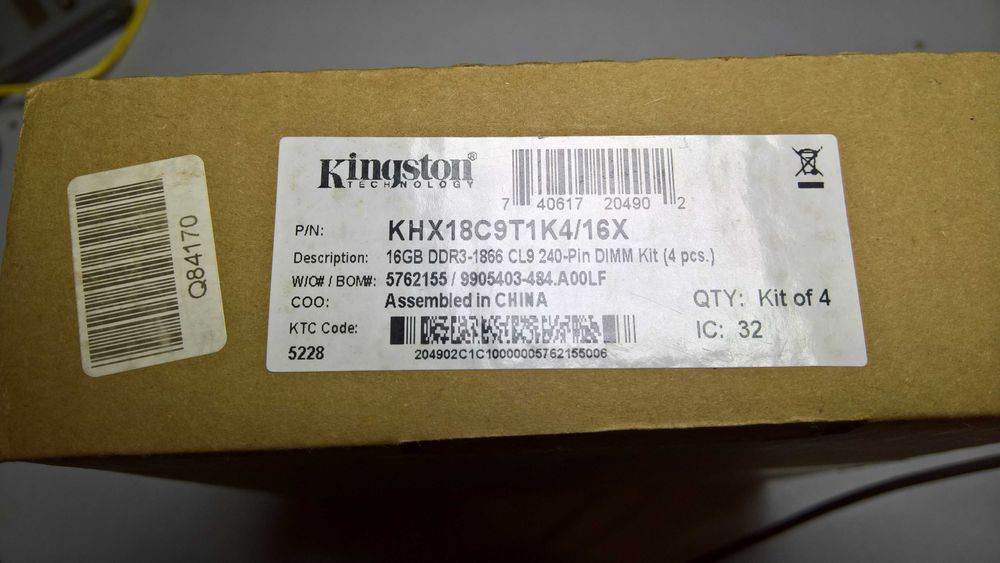 Q84170
Kingston®
TECHNOLOGY
7 40617 20490 2
P/N: KHX18C9T1K4/16X
Description: 16GB DDR3-1866 CL9 240-Pin DIMM Kit (4 pcs.)
W/O# / BOM#: 5762155 / 9905403-484.A00LF
COO: Assembled in CHINA
QTY: Kit of 4
KTC Code:
IC: 32
5228
204902C1C10000005762155006